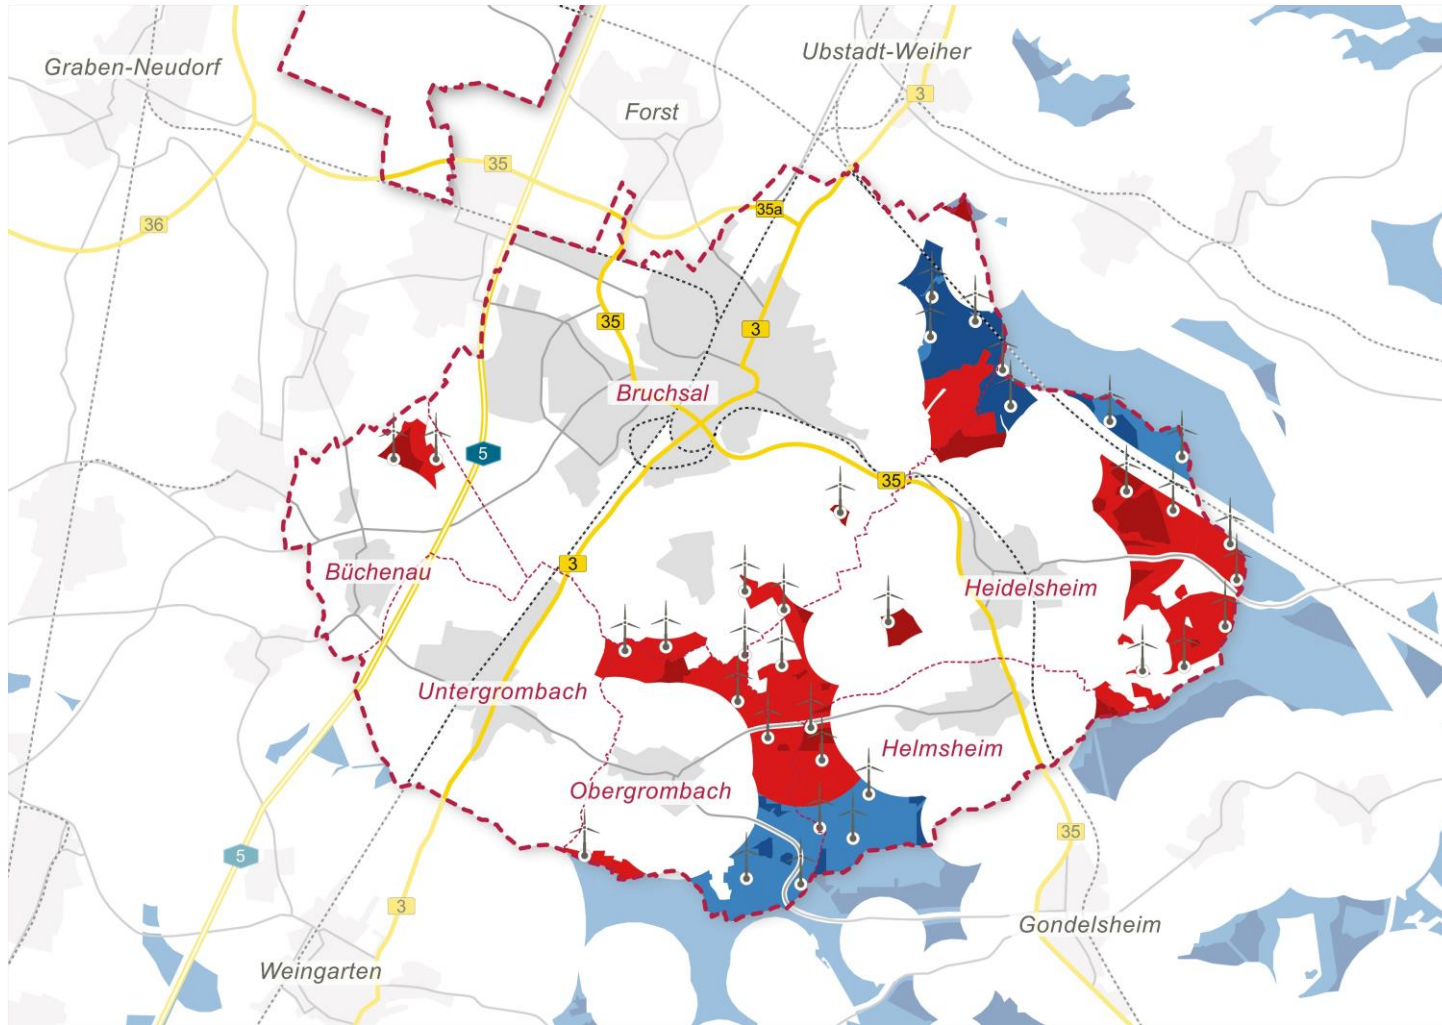 Ubstadt-Weiher
Graben-Neudorf
3
Forst
35
35a
36
35
3
Bruchsal
5
35
3
Büchenau
Heidelsheim
Untergrombach
Helmsheim
Obergrombach
35
5
3
Gondelsheim
Weingarten